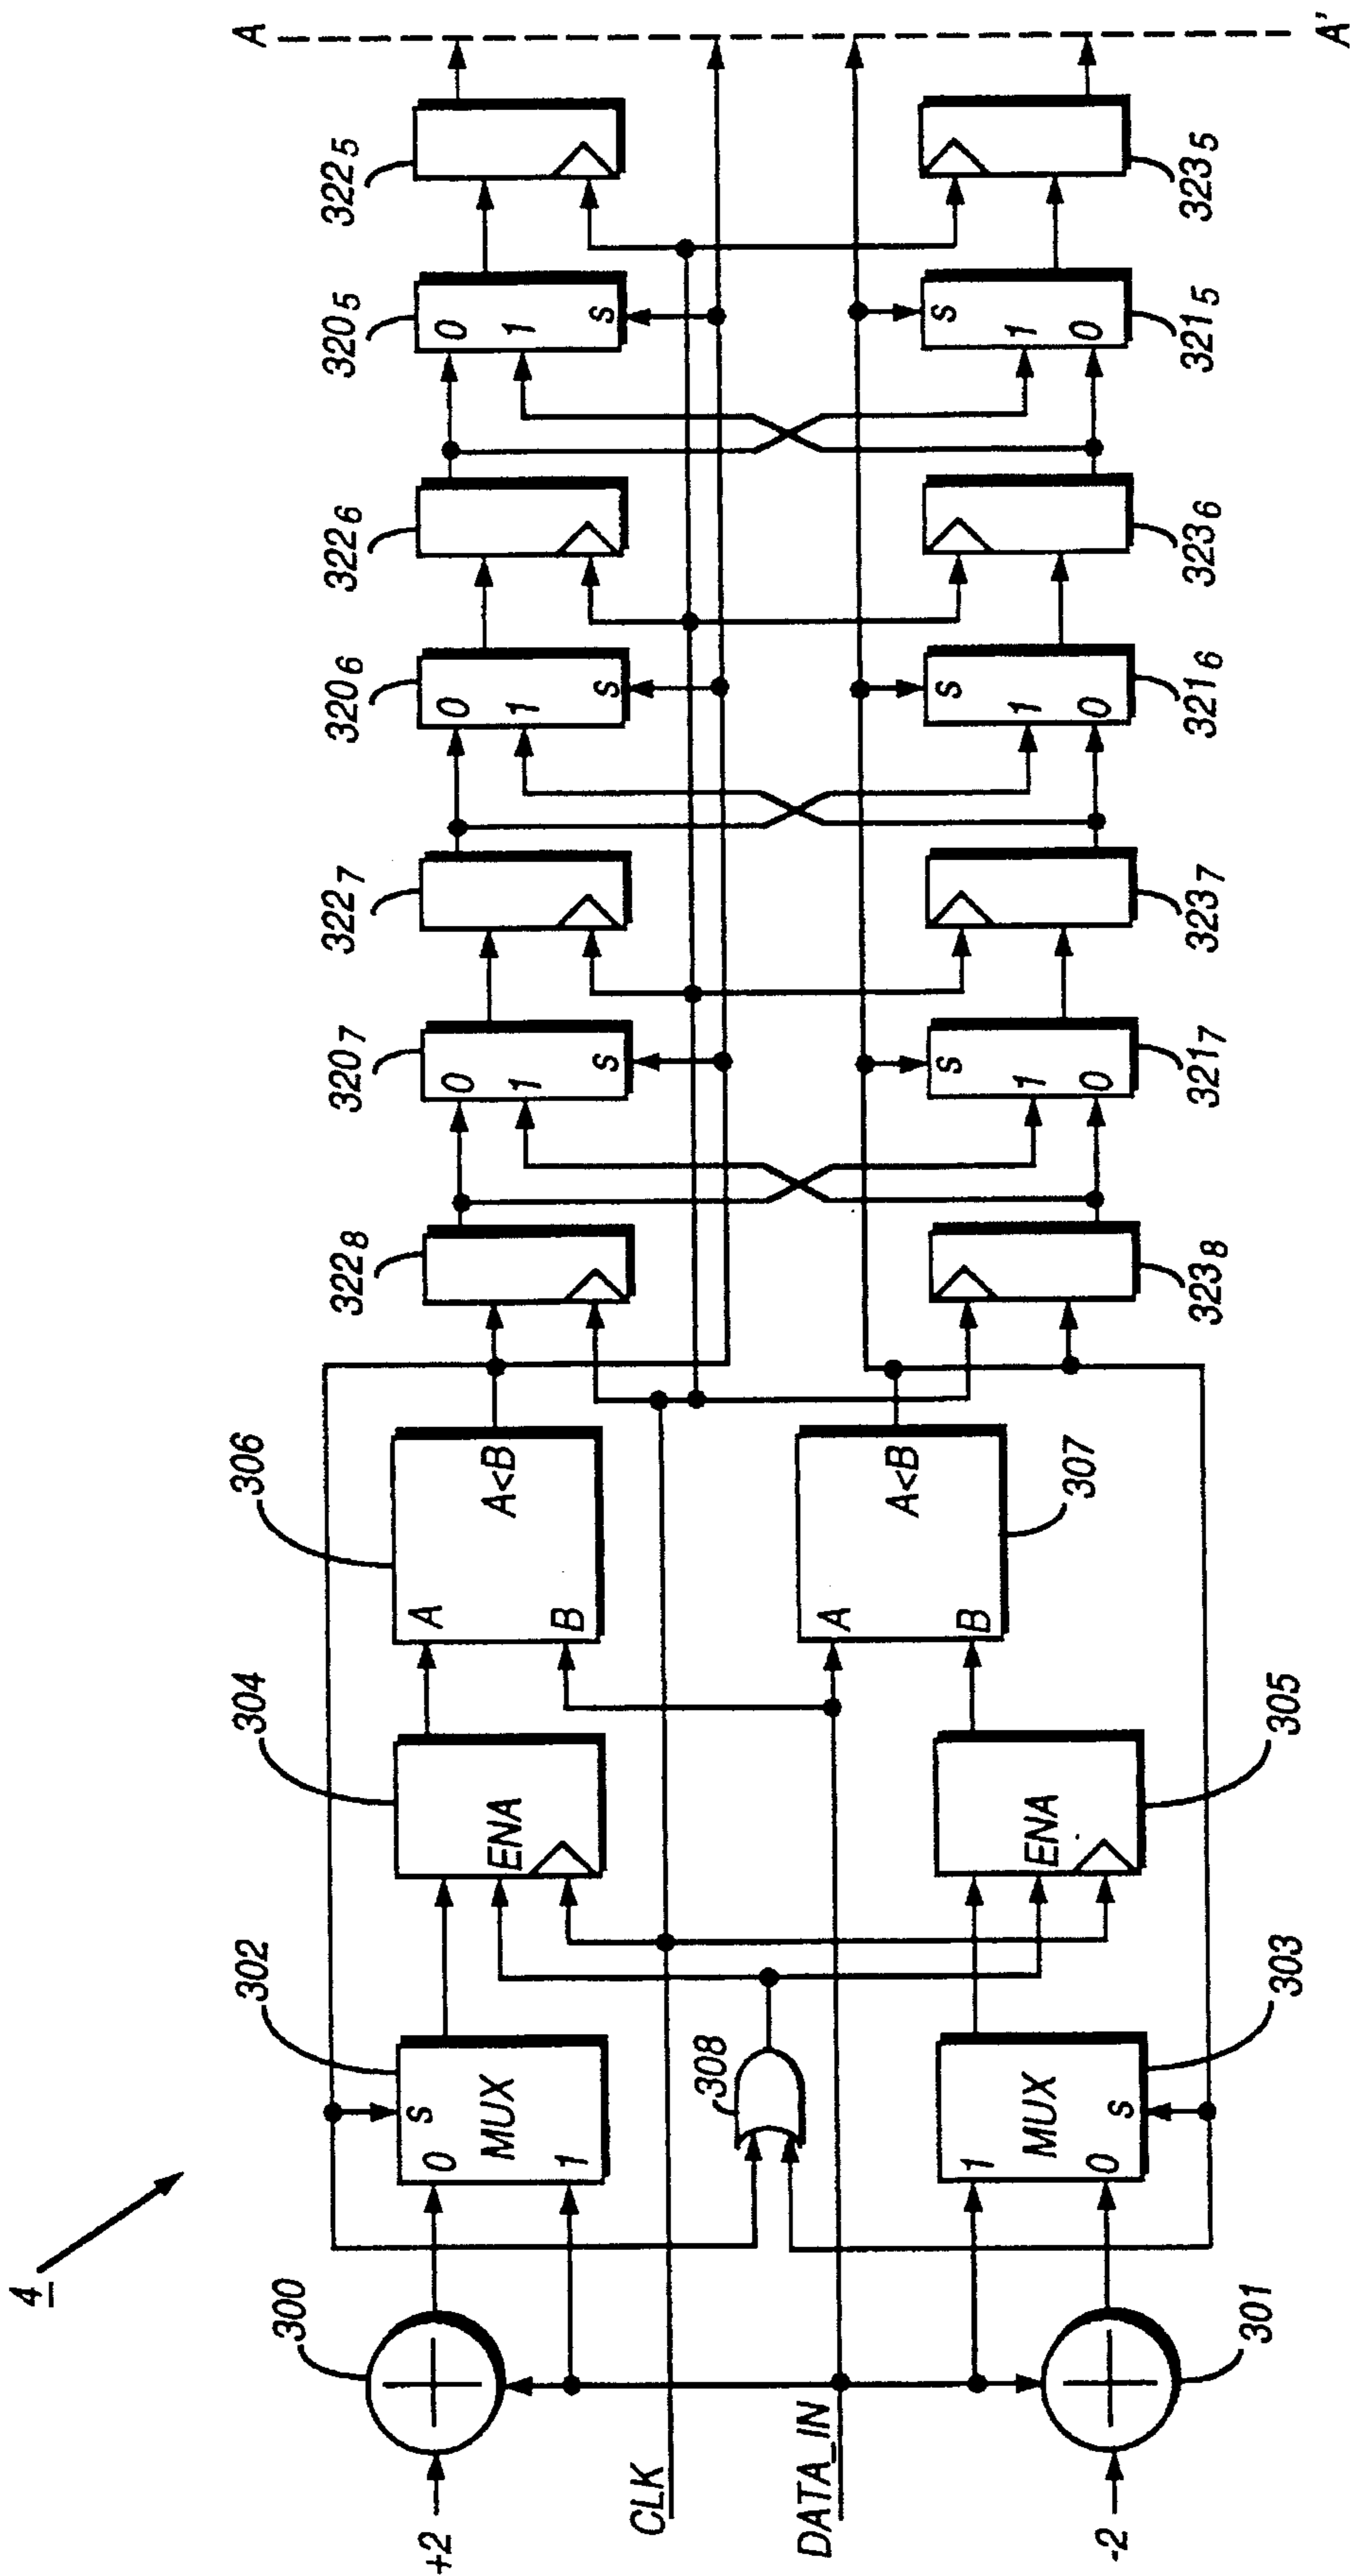 4
A
300
302
304
306
322₈
320₇
322₇
320₆
322₆
320₅
322₅
+2
0
1
s
MUX
ENA
A
B
A<B
0
1
s
0
1
s
0
1
s
CLK
308
DATA_IN
A
B
A<B
307
s
1
0
s
1
0
s
1
0
1
0
MUX
s
ENA
-2
301
303
305
323₈
321₇
323₇
321₆
323₆
321₅
323₅
A'